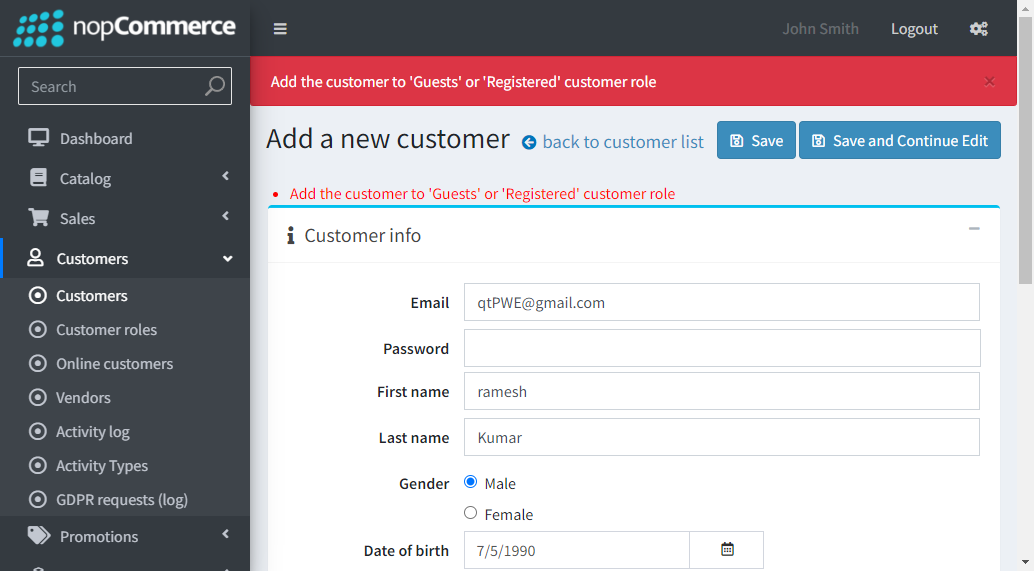 nopCommerce
John Smith
Logout
Search
Add the customer to 'Guests' or 'Registered' customer role
×
Dashboard
Catalog
Sales
Customers
Customers
Customer roles
Online customers
Vendors
Activity log
Activity Types
GDPR requests (log)
Promotions
Add a new customer
back to customer list
Save
Save and Continue Edit
Add the customer to 'Guests' or 'Registered' customer role
Customer info
Email qtPWE@gmail.com
Password
First name ramesh
Last name Kumar
Gender Male
Female
Date of birth 7/5/1990